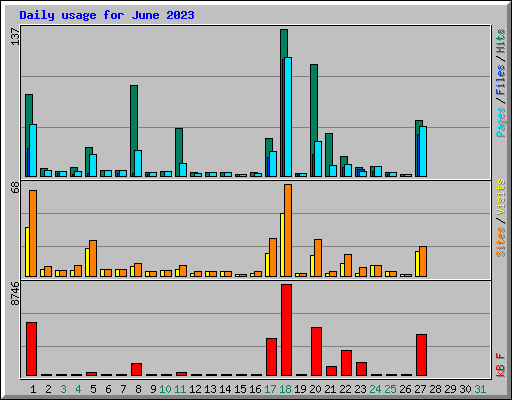 Daily usage for June 2023
137
Pages/Files/Hits
68
Sites/Visits
8746
kB F
1 2 3 4 5 6 7 8 9 10 11 12 13 14 15 16 17 18 19 20 21 22 23 24 25 26 27 28 29 30 31